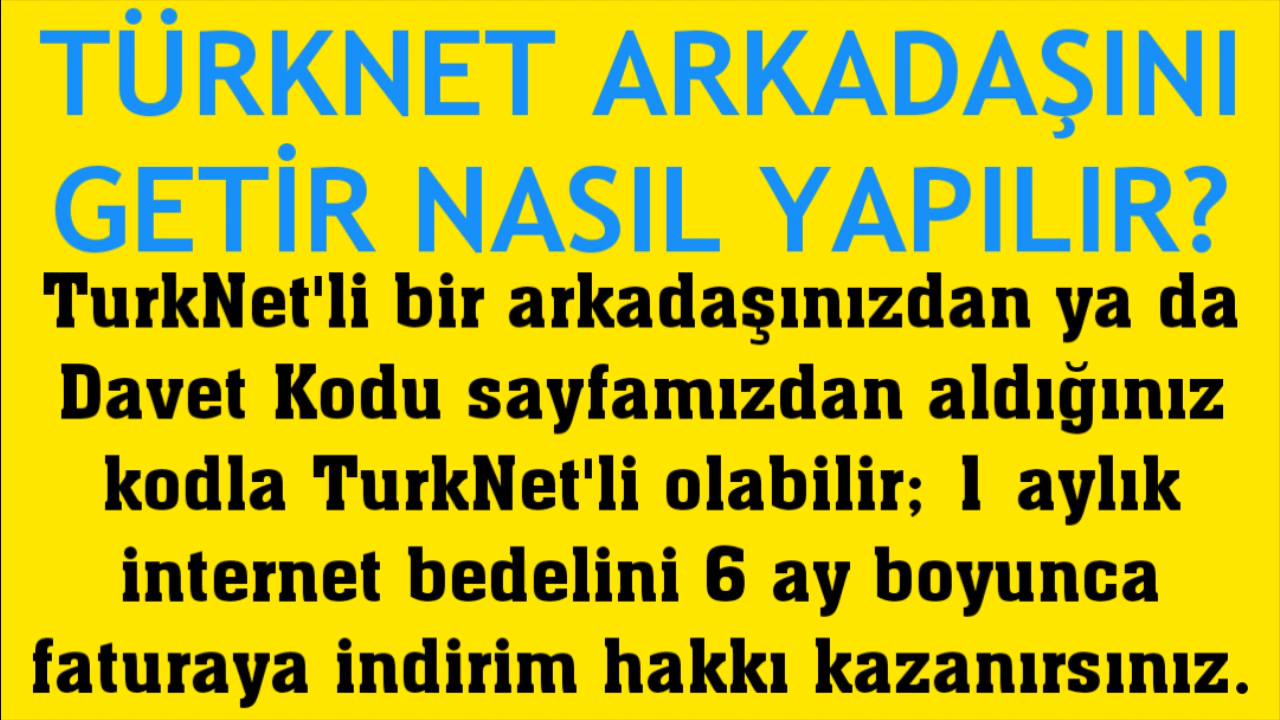 TÜRKNET ARKADAŞINI
GETİR NASIL YAPILIR?
TurkNet'li bir arkadaşınızdan ya da
Davet Kodu sayfamızdan aldığınız
kodla TurkNet'li olabilir; 1 aylık
internet bedelini 6 ay boyunca
faturaya indirim hakkı kazanırsınız.